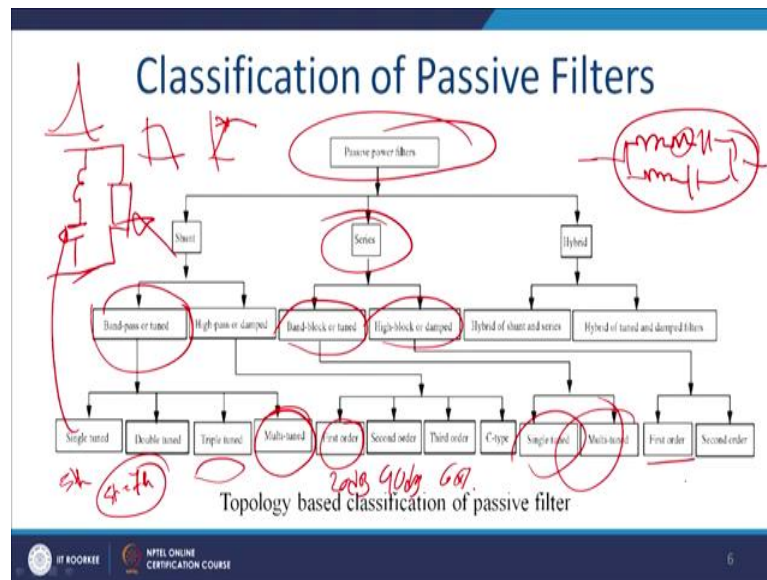 Classification of Passive Filters
Passive power filters
Shunt
Series
Hybrid
Band-pass or tuned
High-pass or damped
Band-block or tuned
High-block or damped
Hybrid of shunt and series
Hybrid of tuned and damped filters
Single tuned
Double tuned
Triple tuned
Multi-tuned
First order
Second order
Third order
C-type
Single tuned
Multi-tuned
First order
Second order
5th
Topology based classification of passive filter
IIT ROORKEE
NPTEL ONLINE
CERTIFICATION COURSE
6